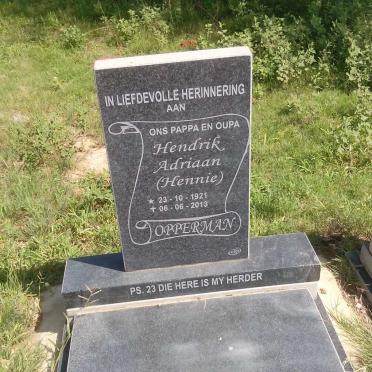 IN LIEFDEVOLLE HERINNERING
AAN
ONS PAPPA EN OUPA
Hendrik
Adriaan
(Hennie)
★ 23 - 10 - 1921
✝ 06 - 06 - 2013
OPPERMAN
PS. 23 DIE HERE IS MY HERDER